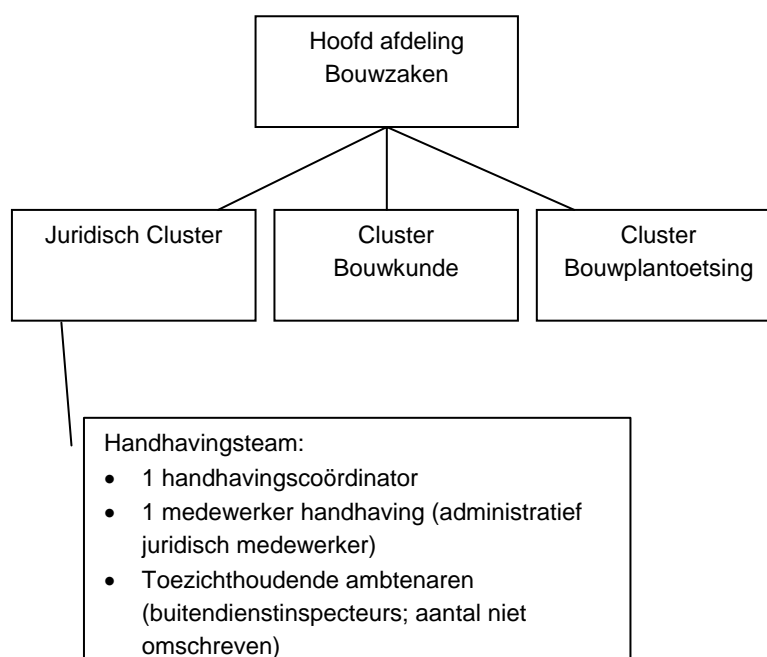 Hoofd afdeling
Bouwzaken
Juridisch Cluster
Cluster
Bouwkunde
Cluster
Bouwplantoetsing
Handhavingsteam:
• 1 handhavingscoördinator
• 1 medewerker handhaving (administratief
juridisch medewerker)
• Toezichthoudende ambtenaren
(buitendienstinspecteurs; aantal niet
omschreven)